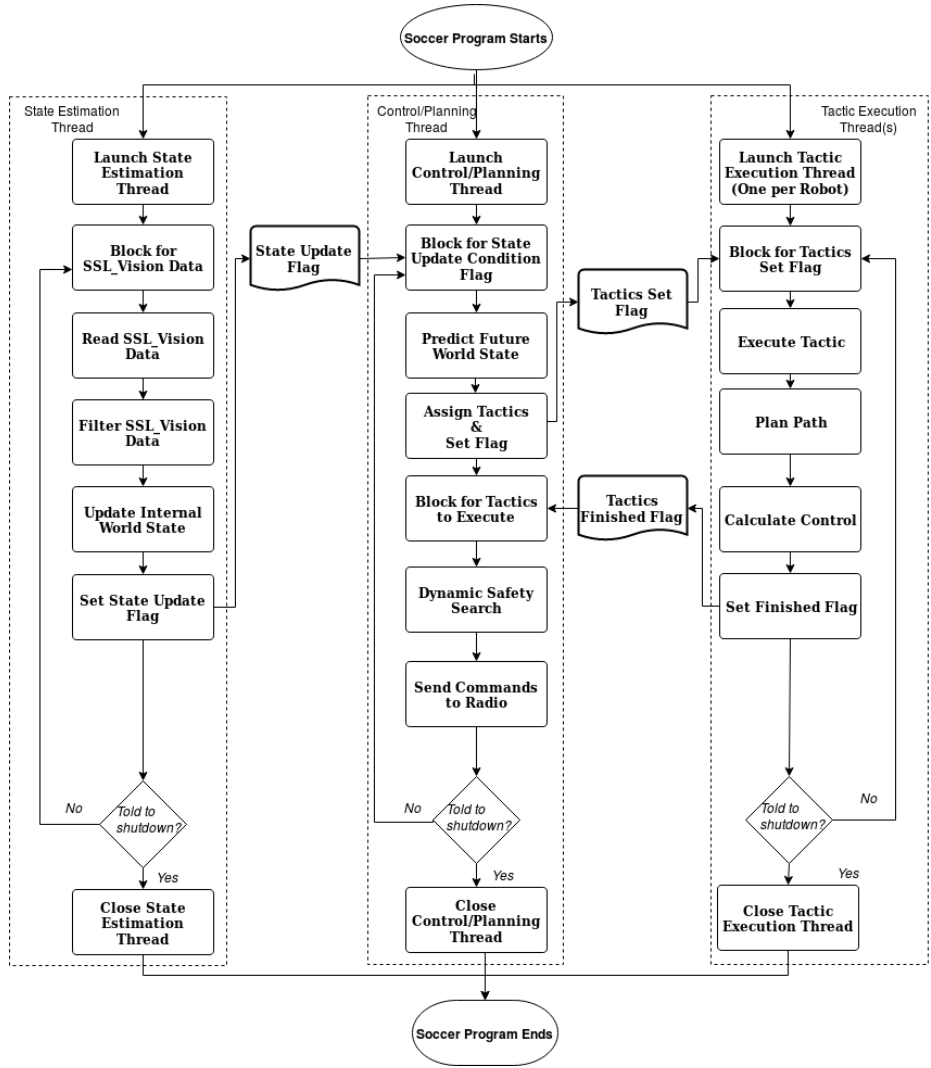 Soccer Program Starts
State Estimation
Thread
Launch State
Estimation
Thread
Block for
SSL_Vision Data
Read SSL_Vision
Data
Filter SSL_Vision
Data
Update Internal
World State
Set State Update
Flag
No
Told to
shutdown?
Yes
Close State
Estimation
Thread
State Update
Flag
Control/Planning
Thread
Launch
Control/Planning
Thread
Block for State
Update Condition
Flag
Predict Future
World State
Assign Tactics
&
Set Flag
Block for Tactics
to Execute
Dynamic Safety
Search
Send Commands
to Radio
No
Told to
shutdown?
Yes
Close
Control/Planning
Thread
Tactics Set
Flag
Tactics
Finished Flag
Tactic Execution
Thread(s)
Launch Tactic
Execution Thread
(One per Robot)
Block for Tactics
Set Flag
Execute Tactic
Plan Path
Calculate Control
Set Finished Flag
Told to
shutdown?
No
Yes
Close Tactic
Execution Thread
Soccer Program Ends